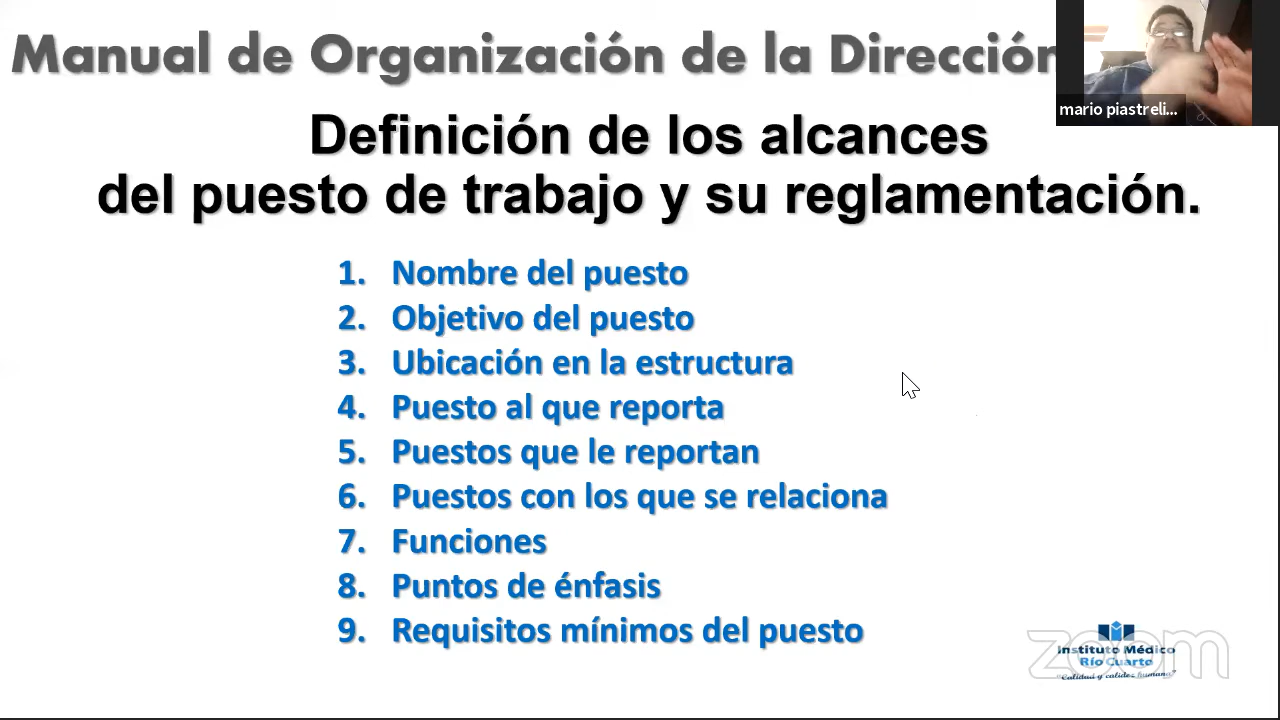 Manual de Organización de la Dirección
mario piastreli...
Definición de los alcances
del puesto de trabajo y su reglamentación.
1. Nombre del puesto
2. Objetivo del puesto
3. Ubicación en la estructura
4. Puesto al que reporta
5. Puestos que le reportan
6. Puestos con los que se relaciona
7. Funciones
8. Puntos de énfasis
9. Requisitos mínimos del puesto
zoom
Instituto Médico
Río Cuarto
"Calidad y calidez humana"